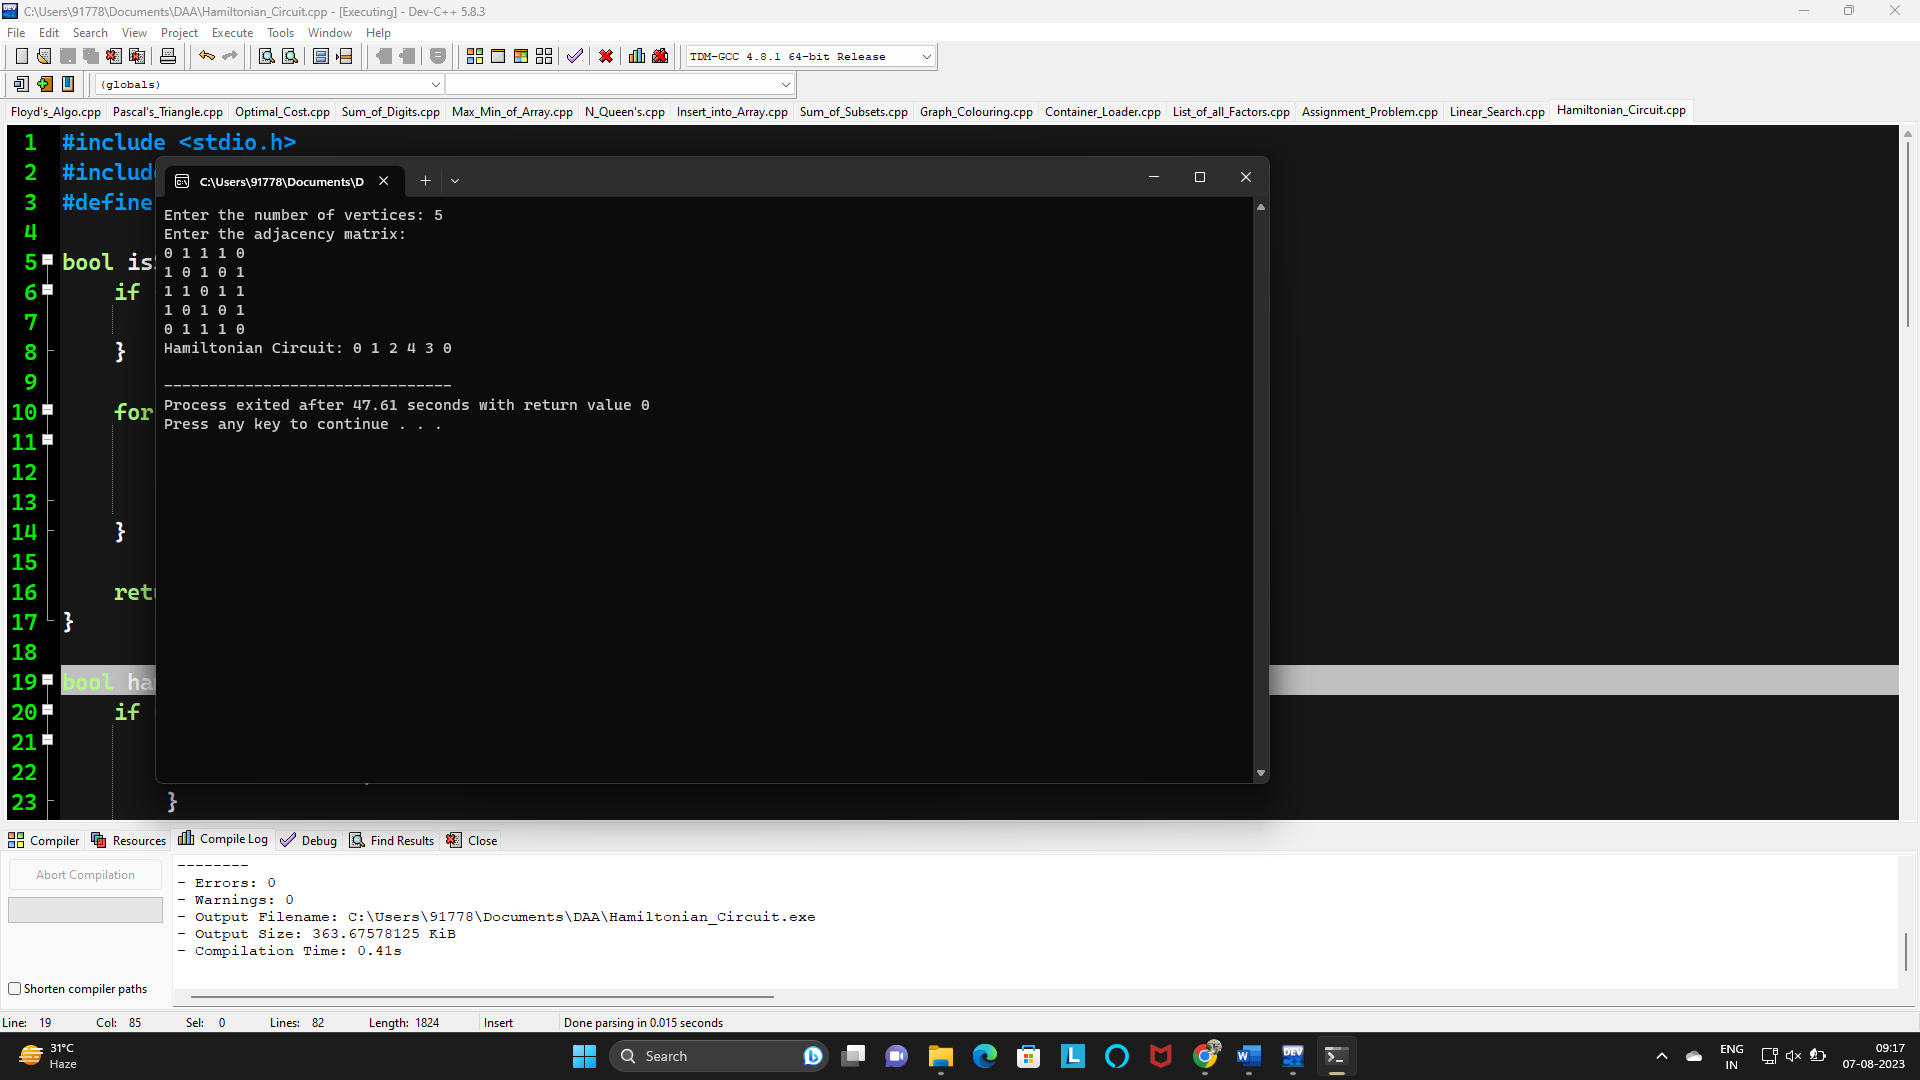 C:\Users\91778\Documents\DAA\Hamiltonian_Circuit.cpp - [Executing] - Dev-C++ 5.8.3
File Edit Search View Project Execute Tools Window Help
TDM-GCC 4.8.1 64-bit Release
(globals)
Floyd's_Algo.cpp Pascal's_Triangle.cpp Optimal_Cost.cpp Sum_of_Digits.cpp Max_Min_of_Array.cpp N_Queen's.cpp Insert_into_Array.cpp Sum_of_Subsets.cpp Graph_Colouring.cpp Container_Loader.cpp List_of_all_Factors.cpp Assignment_Problem.cpp Linear_Search.cpp Hamiltonian_Circuit.cpp
1 #include <stdio.h>
2 #include
3 #define
4
5 bool is
6 if
7
8 }
9
10 for
11
12
13
14 }
15
16 ret
17 }
18
19 bool ha
20 if
21
22
23 }
C:\Users\91778\Documents\D
Enter the number of vertices: 5
Enter the adjacency matrix:
0 1 1 1 0
1 0 1 0 1
1 1 0 1 1
1 0 1 0 1
0 1 1 1 0
Hamiltonian Circuit: 0 1 2 4 3 0
--------------------------------
Process exited after 47.61 seconds with return value 0
Press any key to continue . . .
Compiler Resources Compile Log Debug Find Results Close
Abort Compilation
Shorten compiler paths
--------
- Errors: 0
- Warnings: 0
- Output Filename: C:\Users\91778\Documents\DAA\Hamiltonian_Circuit.exe
- Output Size: 363.67578125 KiB
- Compilation Time: 0.41s
Line: 19 Col: 85 Sel: 0 Lines: 82 Length: 1824 Insert Done parsing in 0.015 seconds
31°C
Haze
Search
L
W
DEV
ENG
IN
09:17
07-08-2023